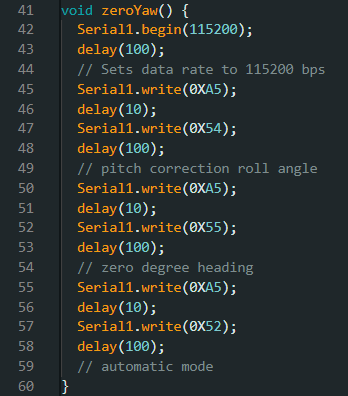 41 void zeroYaw() {
42 Serial1.begin(115200);
43 delay(100);
44 // Sets data rate to 115200 bps
45 Serial1.write(0XA5);
46 delay(10);
47 Serial1.write(0X54);
48 delay(100);
49 // pitch correction roll angle
50 Serial1.write(0XA5);
51 delay(10);
52 Serial1.write(0X55);
53 delay(100);
54 // zero degree heading
55 Serial1.write(0XA5);
56 delay(10);
57 Serial1.write(0X52);
58 delay(100);
59 // automatic mode
60 }